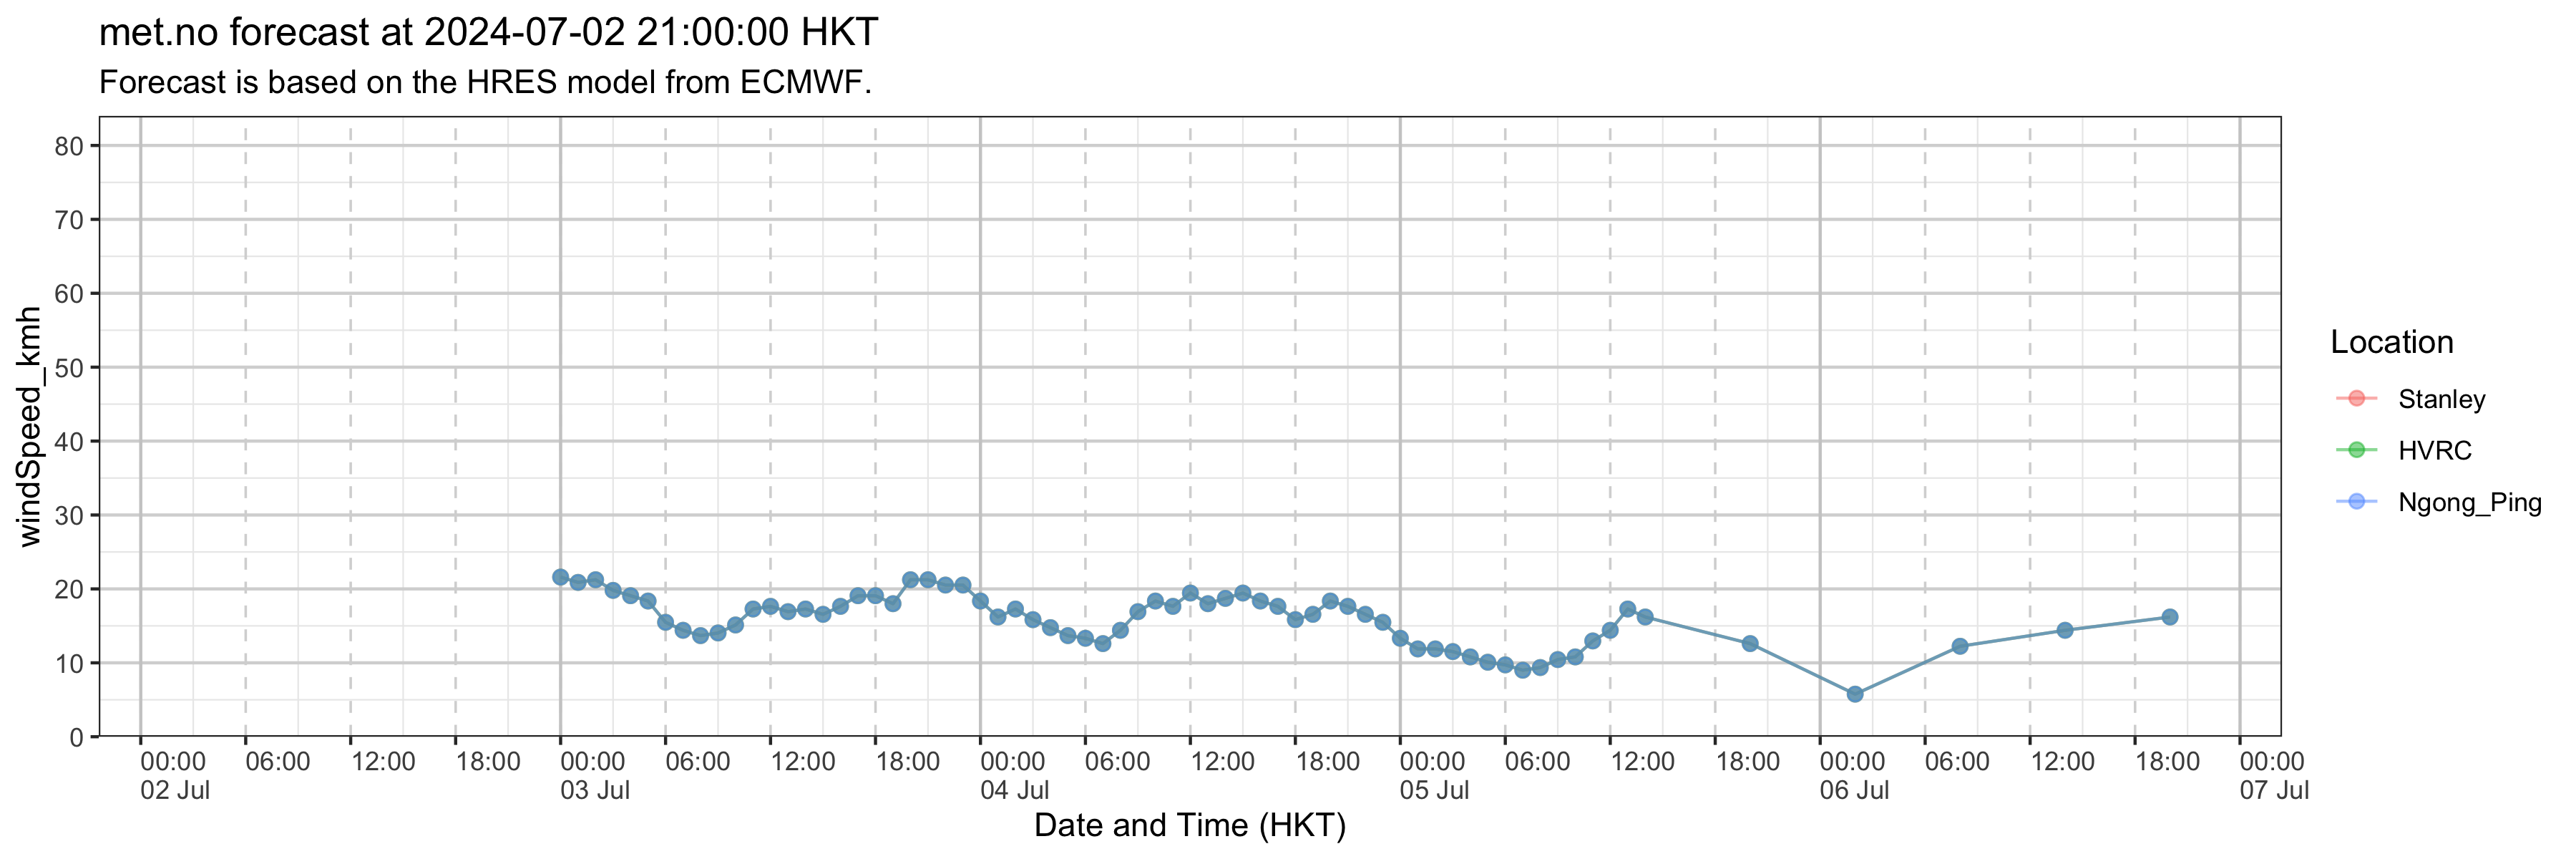 met.no forecast at 2024-07-02 21:00:00 HKT
Forecast is based on the HRES model from ECMWF.
windSpeed_kmh
80
70
60
50
40
30
20
10
0
00:00 06:00 12:00 18:00 00:00 06:00 12:00 18:00 00:00 06:00 12:00 18:00 00:00 06:00 12:00 18:00 00:00 06:00 12:00 18:00 00:00
02 Jul 03 Jul 04 Jul 05 Jul 06 Jul 07 Jul
Date and Time (HKT)
Location
Stanley
HVRC
Ngong_Ping